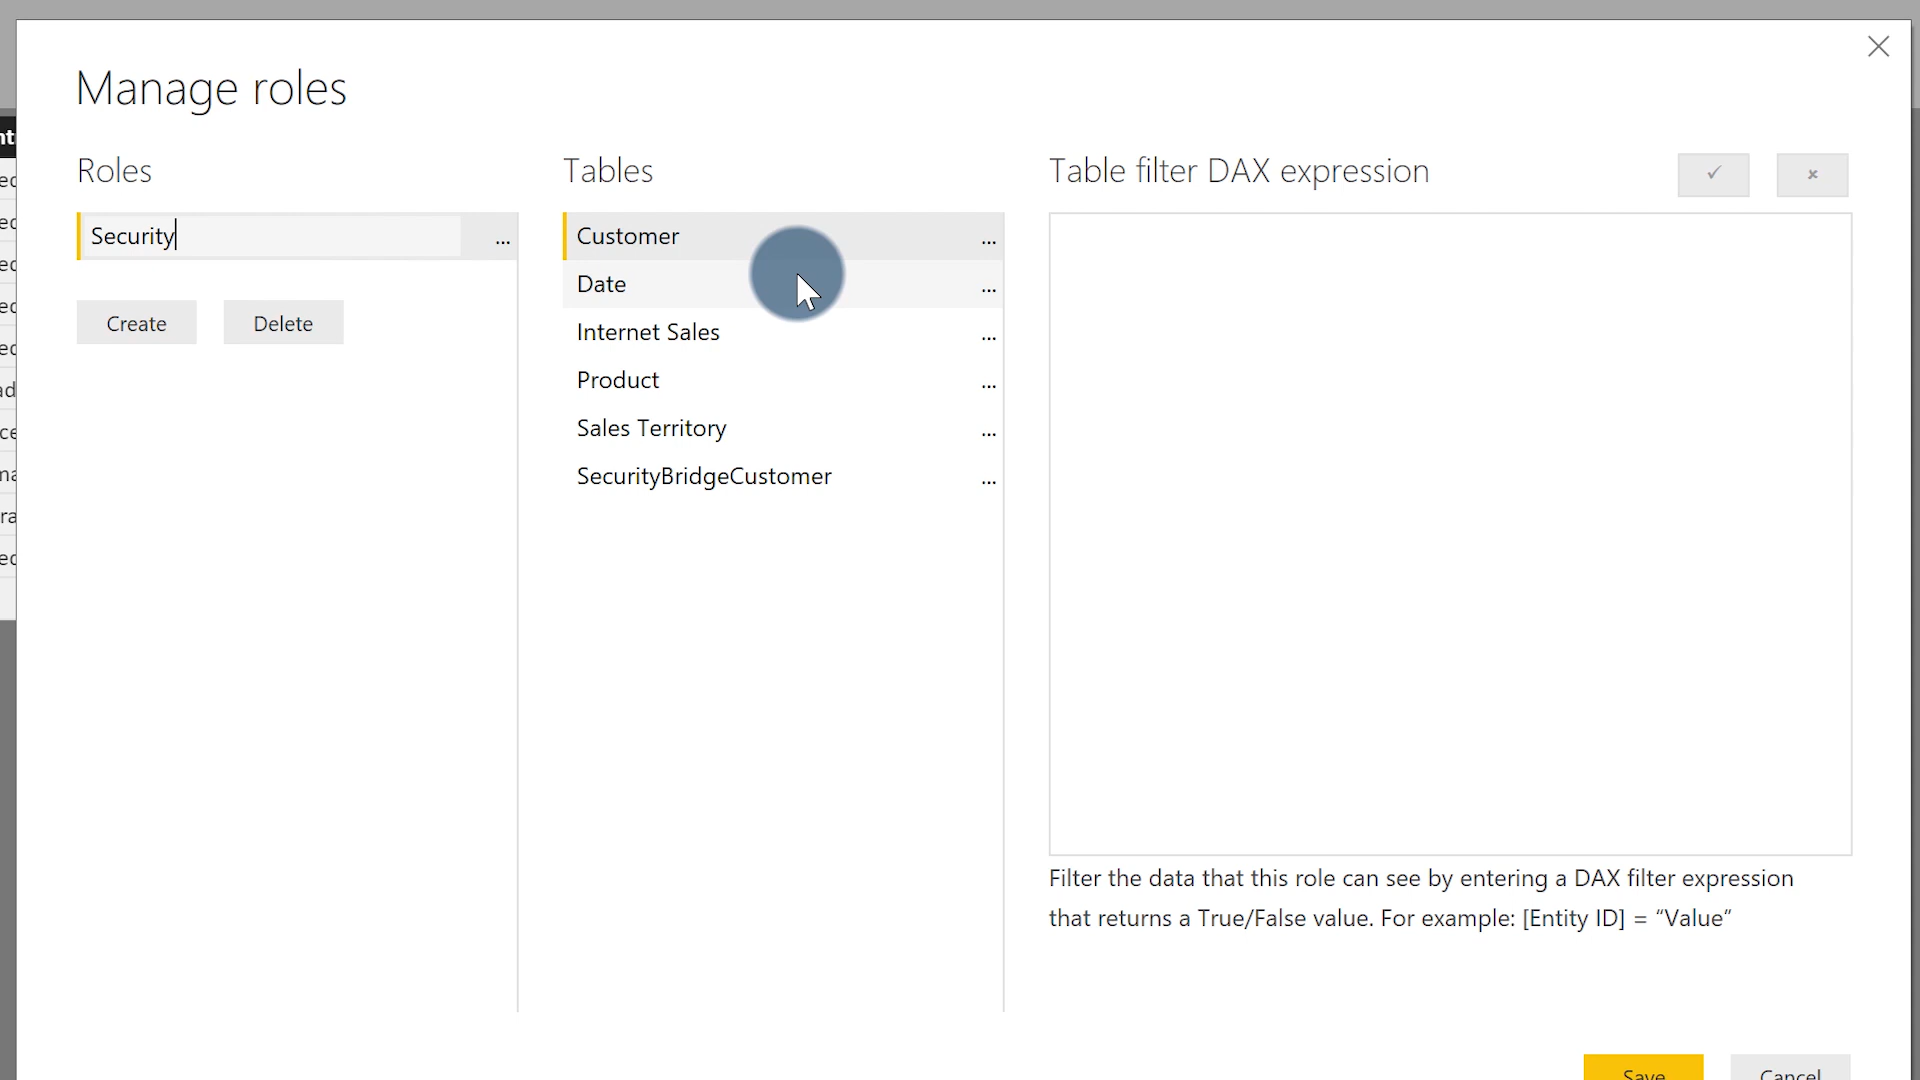 Manage roles
Roles
Tables
Table filter DAX expression
Security
...
Customer
...
Date
...
Internet Sales
...
Product
...
Sales Territory
...
SecurityBridgeCustomer
...
Create
Delete
Filter the data that this role can see by entering a DAX filter expression
that returns a True/False value. For example: [Entity ID] = “Value”
Save
Cancel